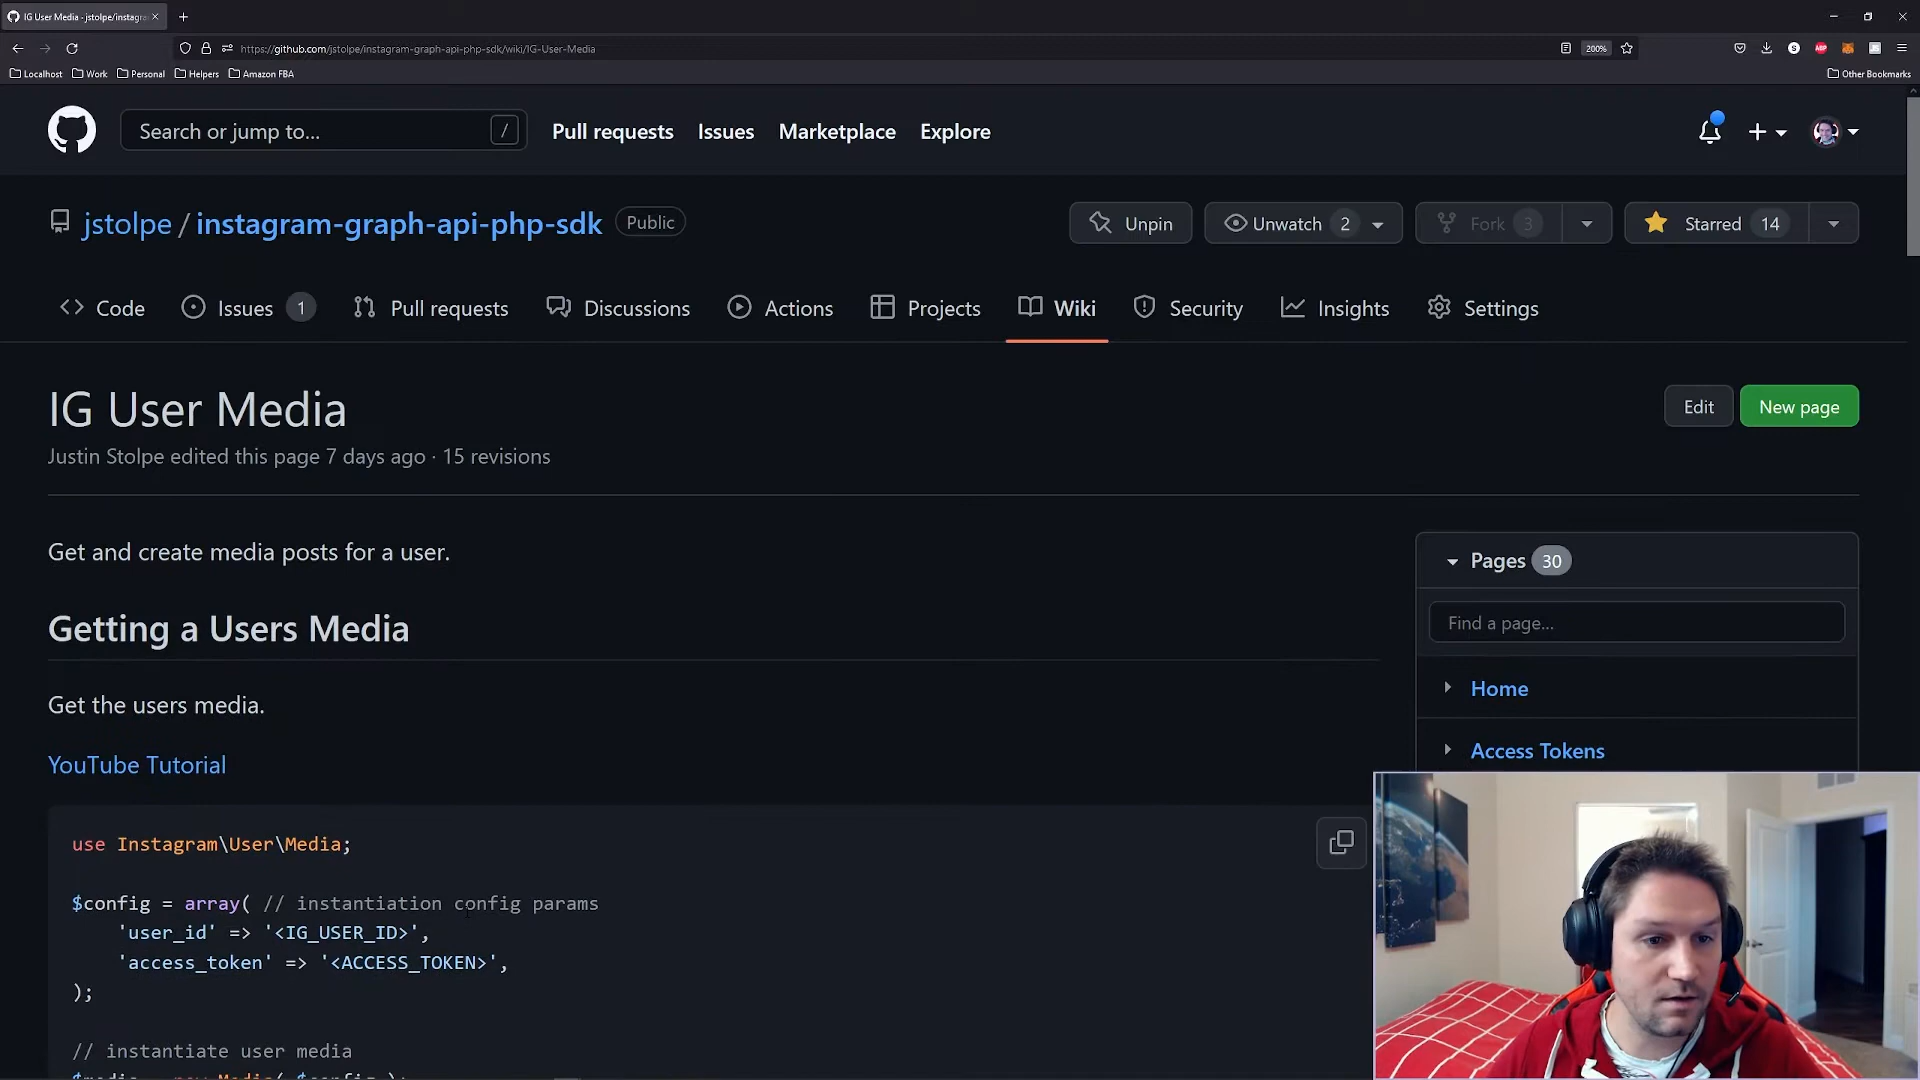 IG User Media - jstolpe/instagra
https://github.com/jstolpe/instagram-graph-api-php-sdk/wiki/IG-User-Media
200%
Localhost
Work
Personal
Helpers
Amazon FBA
Other Bookmarks
Search or jump to...
/
Pull requests
Issues
Marketplace
Explore
jstolpe / instagram-graph-api-php-sdk
Public
Unpin
Unwatch 2
Fork 3
Starred 14
Code
Issues 1
Pull requests
Discussions
Actions
Projects
Wiki
Security
Insights
Settings
IG User Media
Edit
New page
Justin Stolpe edited this page 7 days ago · 15 revisions
Get and create media posts for a user.
Getting a Users Media
Get the users media.
YouTube Tutorial
use Instagram\User\Media;
$config = array( // instantiation config params
'user_id' => '<IG_USER_ID>',
'access_token' => '<ACCESS_TOKEN>',
);
// instantiate user media
$media = new Media( $config );
Pages 30
Find a page...
Home
Access Tokens